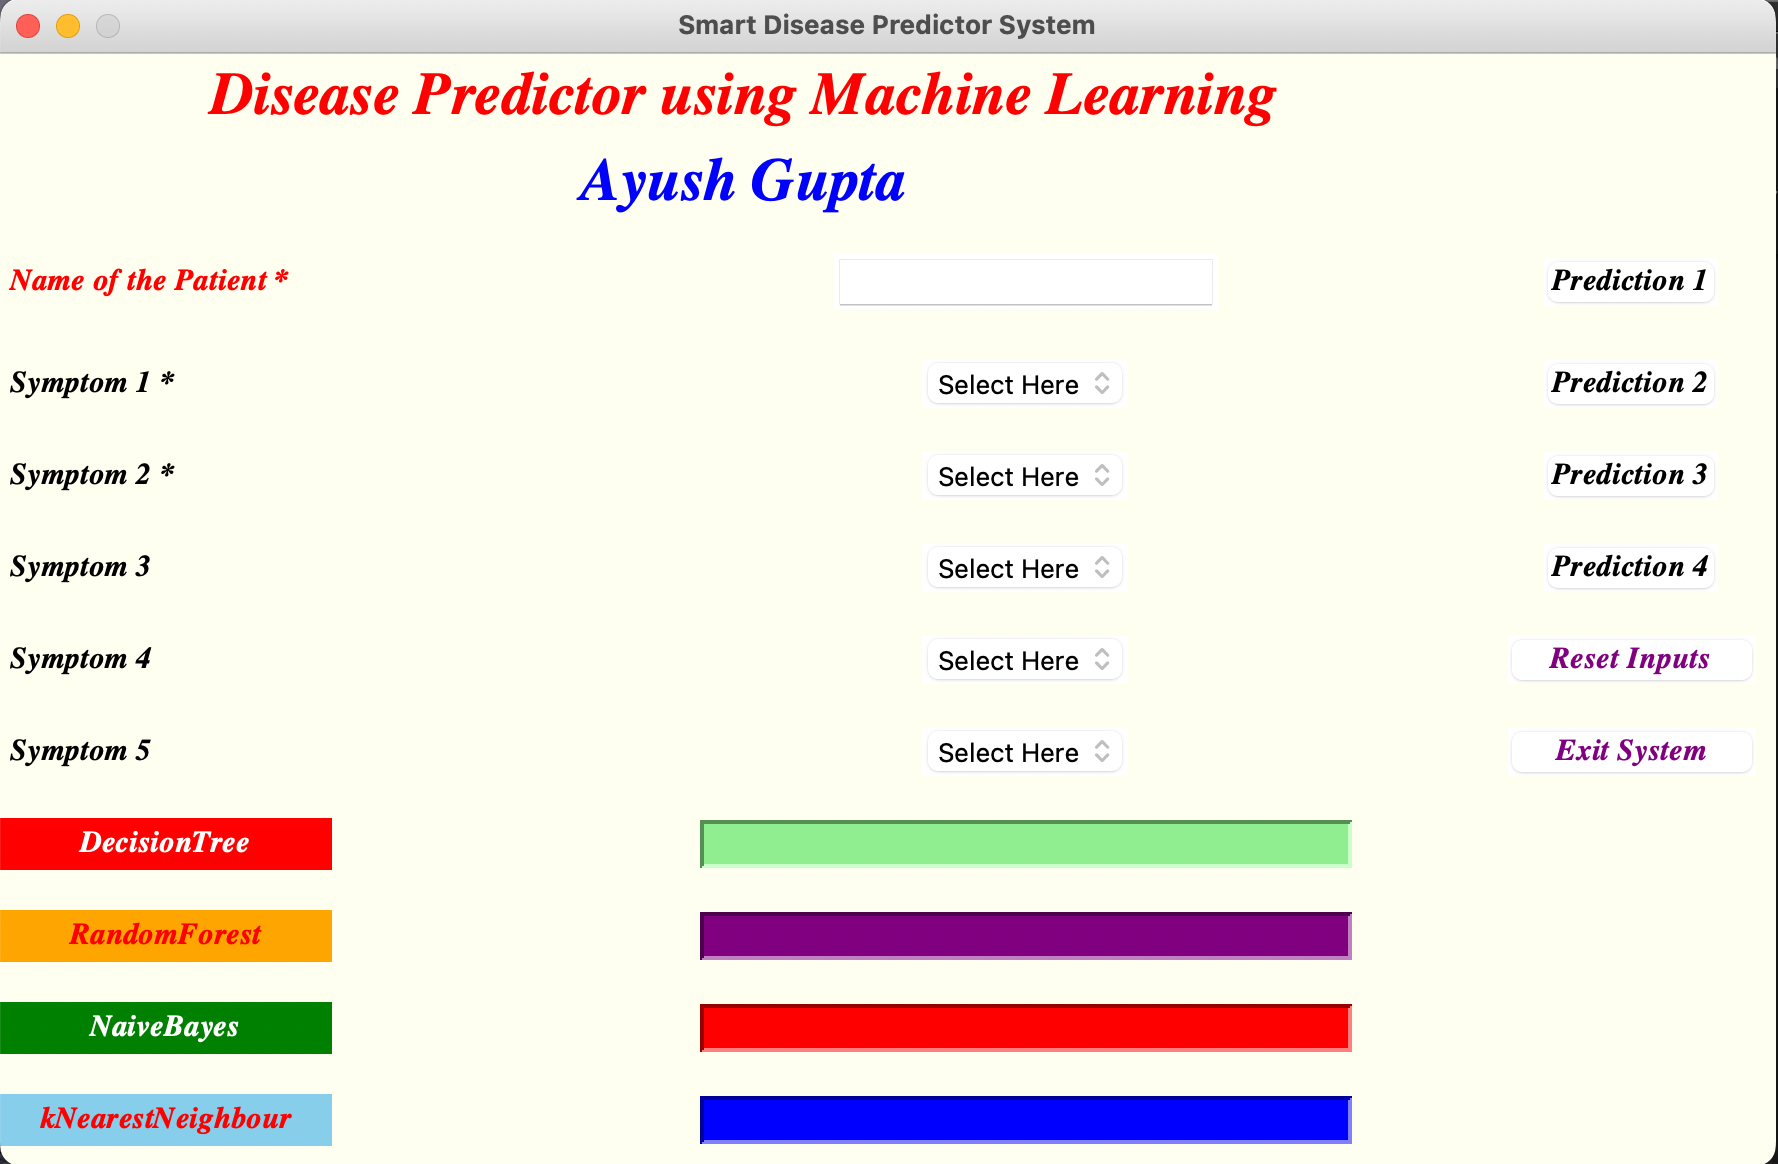 Smart Disease Predictor System
Disease Predictor using Machine Learning
Ayush Gupta
Name of the Patient * Prediction 1
Symptom 1 * Select Here Prediction 2
Symptom 2 * Select Here Prediction 3
Symptom 3 Select Here Prediction 4
Symptom 4 Select Here Reset Inputs
Symptom 5 Select Here Exit System
DecisionTree
RandomForest
NaiveBayes
kNearestNeighbour